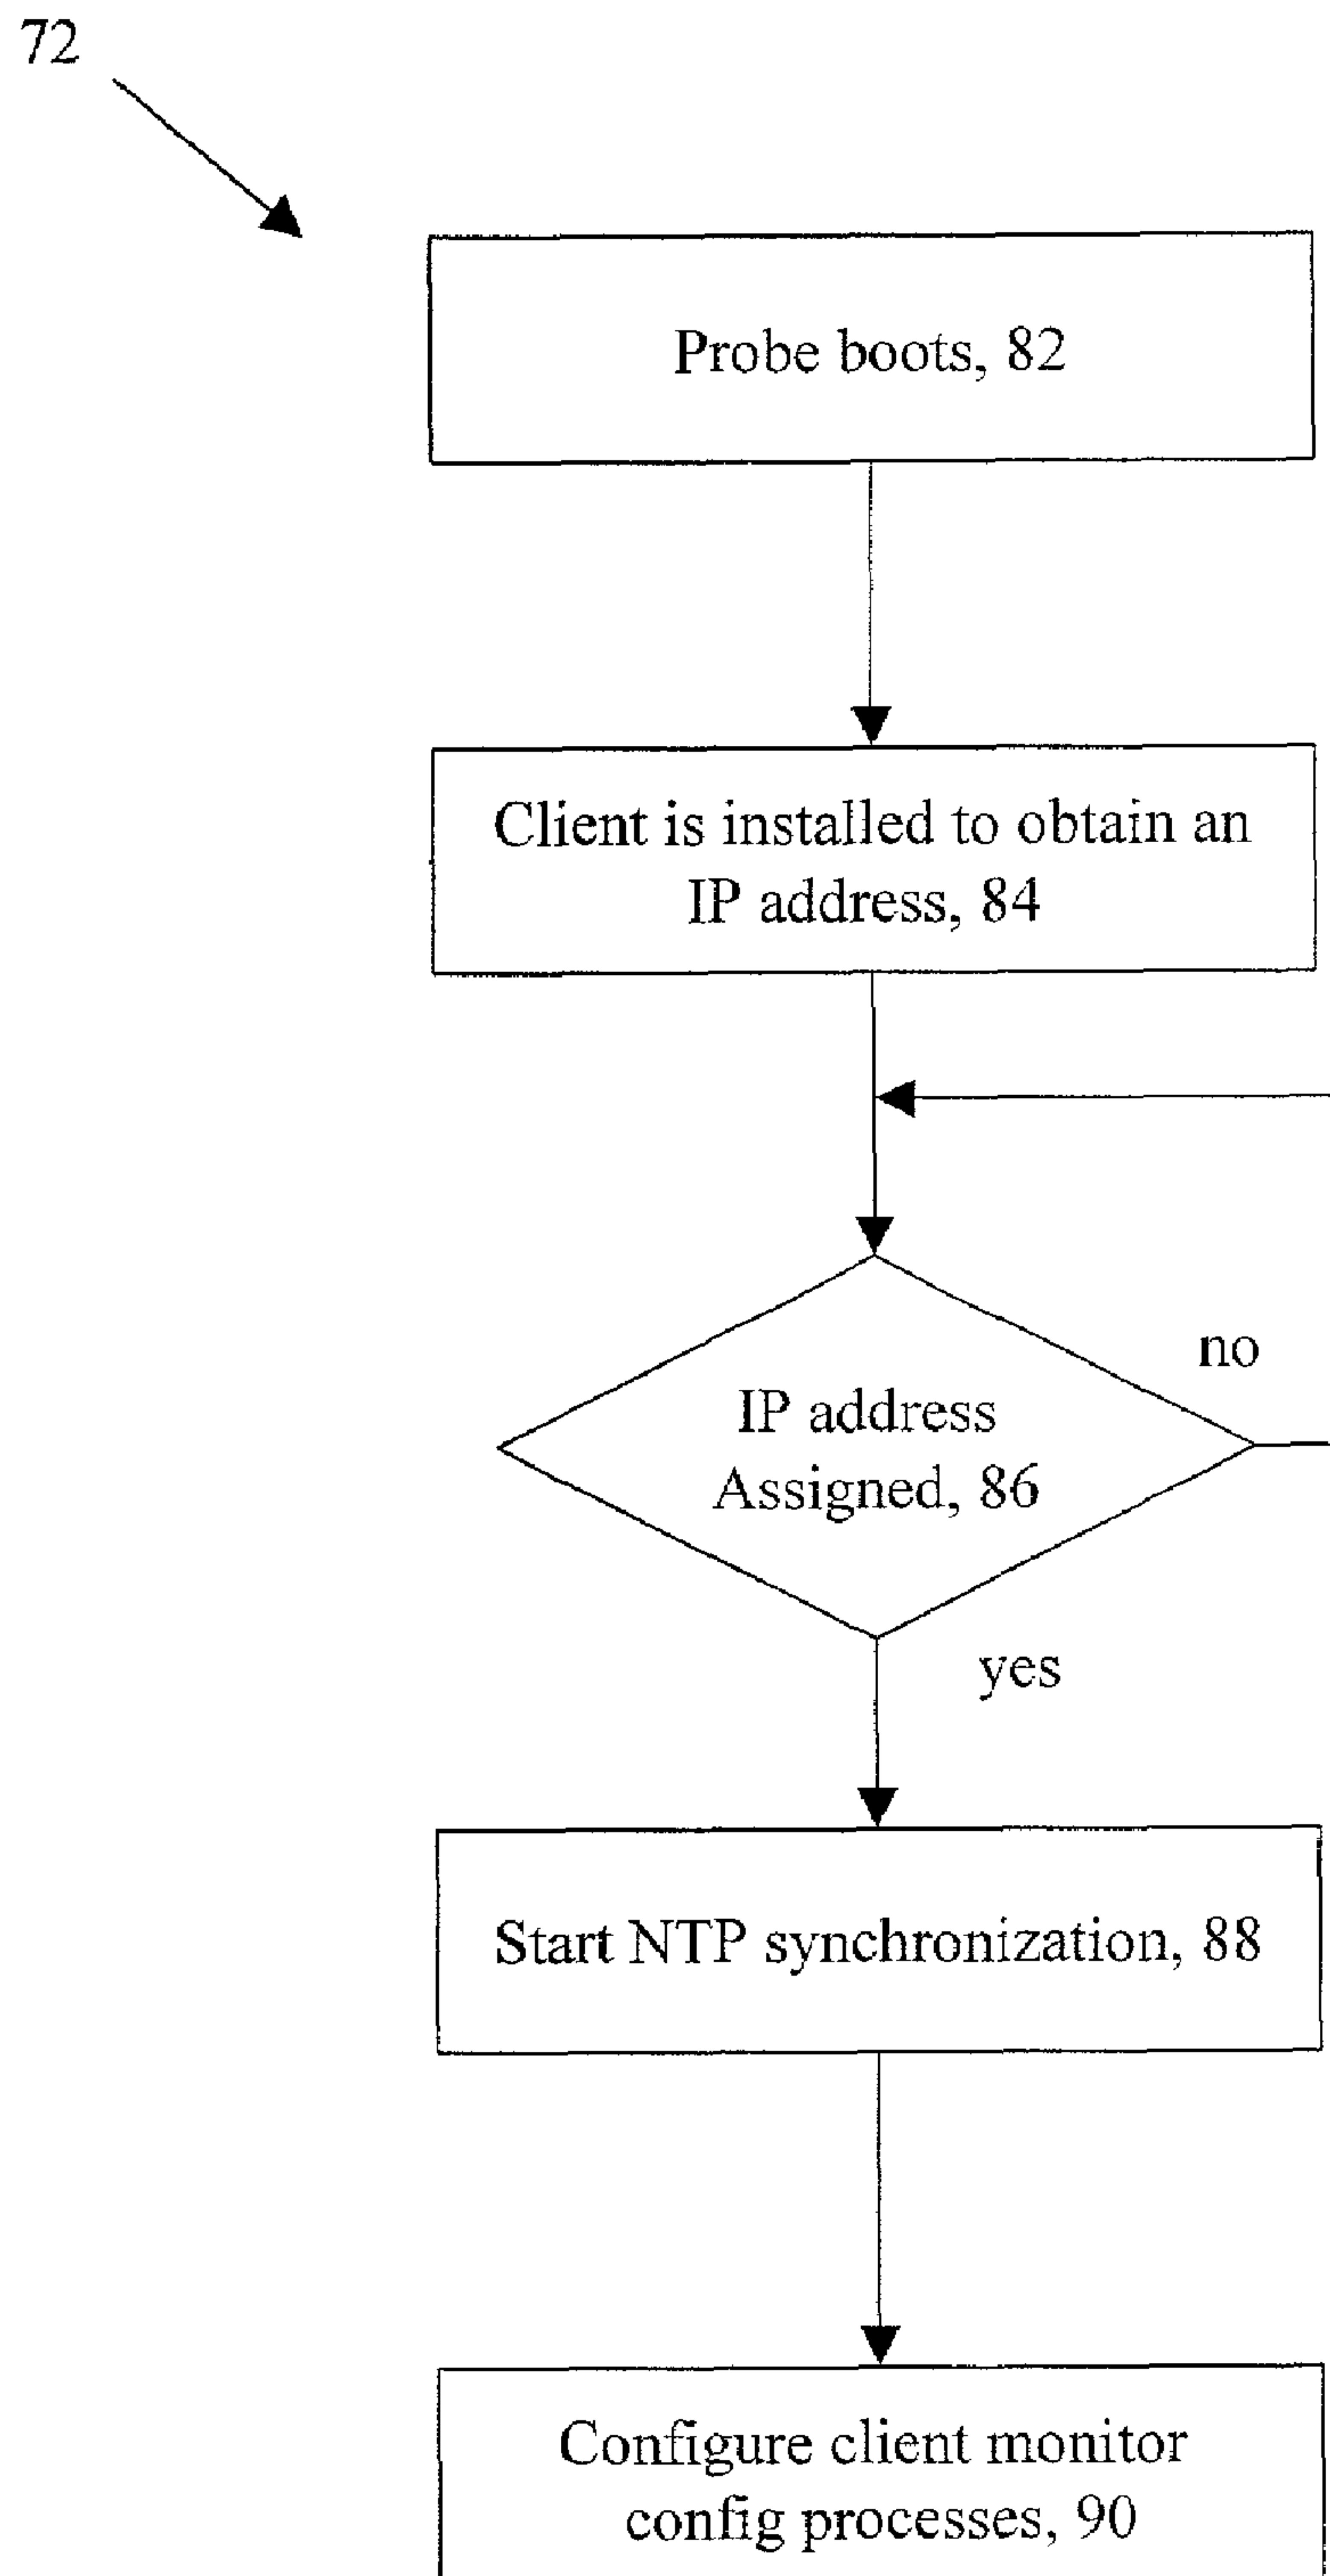 72
Probe boots, 82
Client is installed to obtain an
IP address, 84
no
IP address
Assigned, 86
yes
Start NTP synchronization, 88
Configure client monitor
config processes, 90